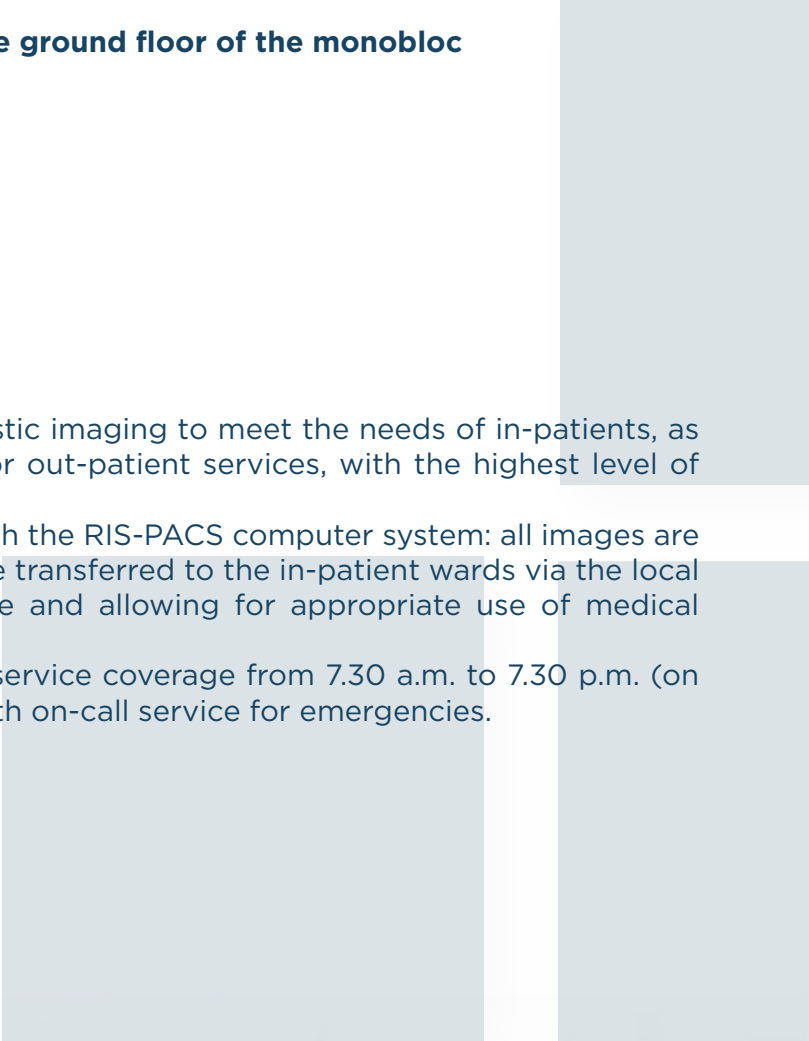 e ground floor of the monobloc
stic imaging to meet the needs of in-patients, as
or out-patient services, with the highest level of
h the RIS-PACS computer system: all images are
e transferred to the in-patient wards via the local
e and allowing for appropriate use of medical
service coverage from 7.30 a.m. to 7.30 p.m. (on
th on-call service for emergencies.